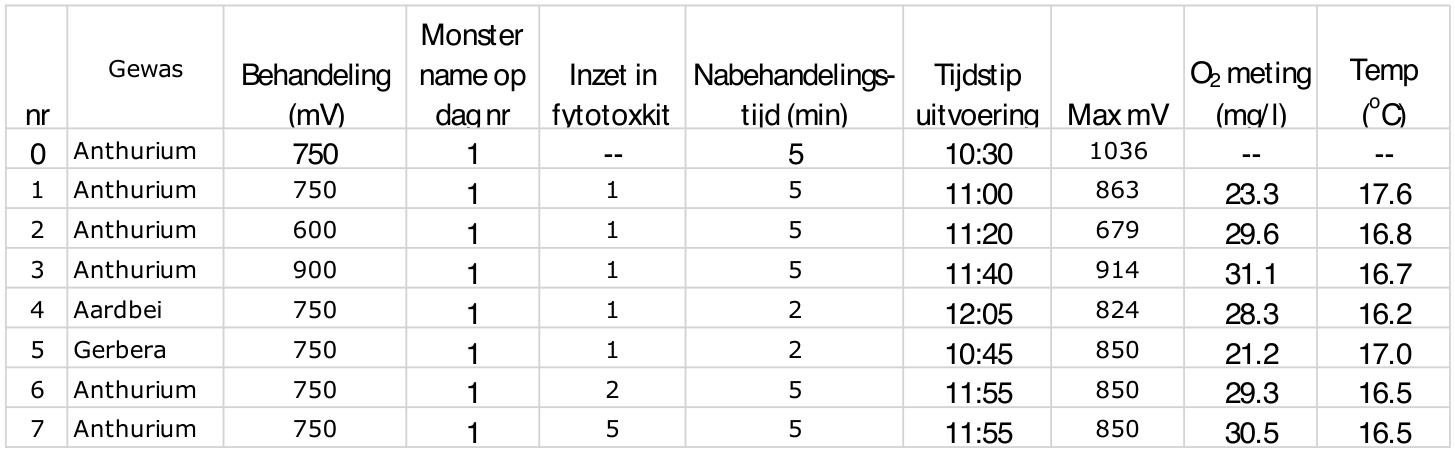 nr Gewas Behandeling (mV) Monster name op dag nr Inzet in fytotoxkit Nabehandelings- tijd (min) Tijdstip uitvoering Max mV O2 meting (mg/l) Temp (°C)
0 Anthurium 750 1 -- 5 10:30 1036 -- --
1 Anthurium 750 1 1 5 11:00 863 23.3 17.6
2 Anthurium 600 1 1 5 11:20 679 29.6 16.8
3 Anthurium 900 1 1 5 11:40 914 31.1 16.7
4 Aardbei 750 1 1 2 12:05 824 28.3 16.2
5 Gerbera 750 1 1 2 10:45 850 21.2 17.0
6 Anthurium 750 1 2 5 11:55 850 29.3 16.5
7 Anthurium 750 1 5 5 11:55 850 30.5 16.5